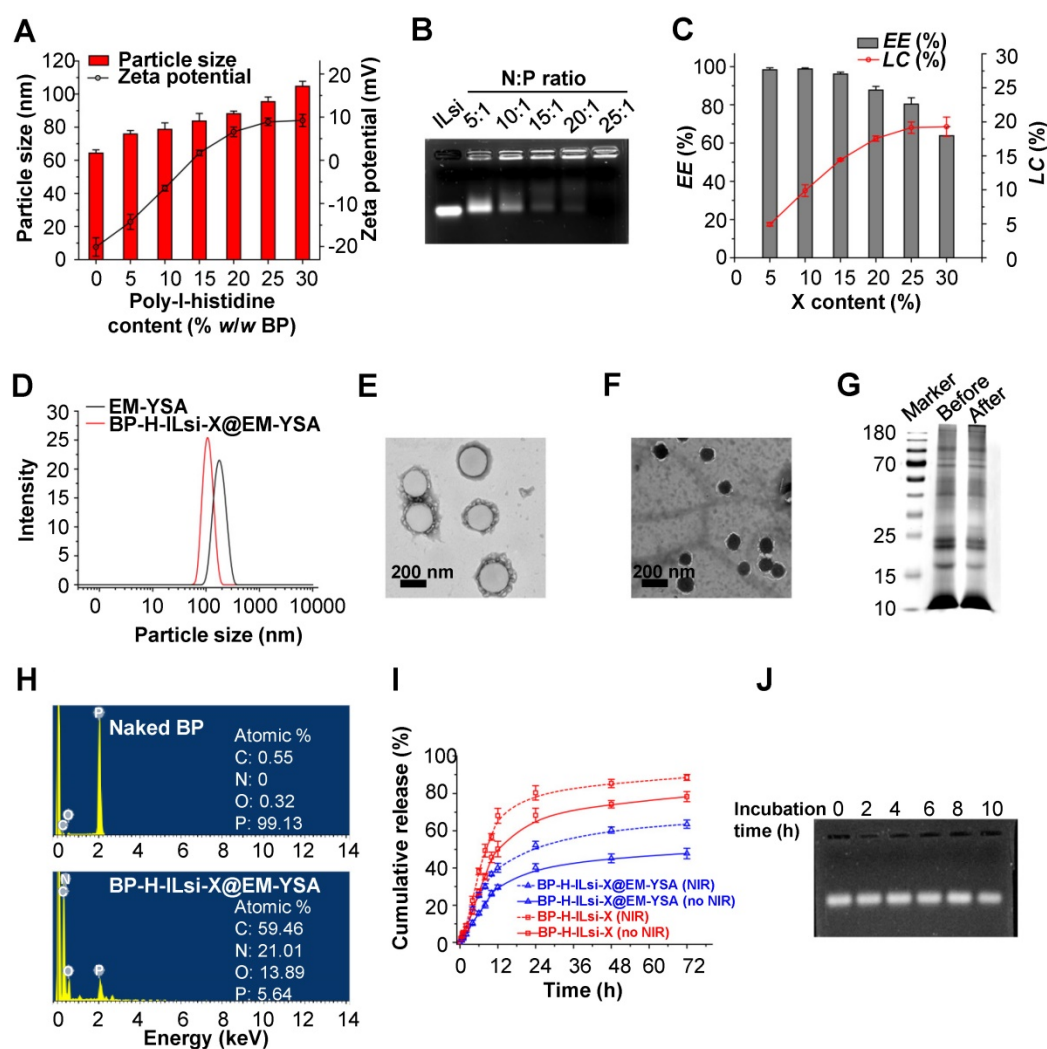 A
Particle size
Zeta potential
Particle size (nm)
120
100
80
60
40
20
0
Zeta potential (mV)
20
10
0
-10
-20
0 5 10 15 20 25 30
Poly-l-histidine
content (% w/w BP)
B
N:P ratio
ILsi
5:1
10:1
15:1
20:1
25:1
C
EE (%)
LC (%)
EE (%)
100
80
60
40
20
0
LC (%)
30
25
20
15
10
5
0
0 5 10 15 20 25 30
X content (%)
D
EM-YSA
BP-H-ILsi-X@EM-YSA
Intensity
30
25
20
15
10
5
0
0 10 100 1000 10000
Particle size (nm)
E
200 nm
F
200 nm
G
Marker
Before
After
180
70
25
15
10
H
Naked BP
P
Atomic %
C: 0.55
N: 0
O: 0.32
P: 99.13
0 2 4 6 8 10 12 14
BP-H-ILsi-X@EM-YSA
N
P
Atomic %
C: 59.46
N: 21.01
O: 13.89
P: 5.64
0 2 4 6 8 10 12 14
Energy (keV)
I
Cumulative release (%)
100
80
60
40
20
0
BP-H-ILsi-X@EM-YSA (NIR)
BP-H-ILsi-X@EM-YSA (no NIR)
BP-H-ILsi-X (NIR)
BP-H-ILsi-X (no NIR)
0 12 24 36 48 60 72
Time (h)
J
Incubation
time (h)
0 2 4 6 8 10